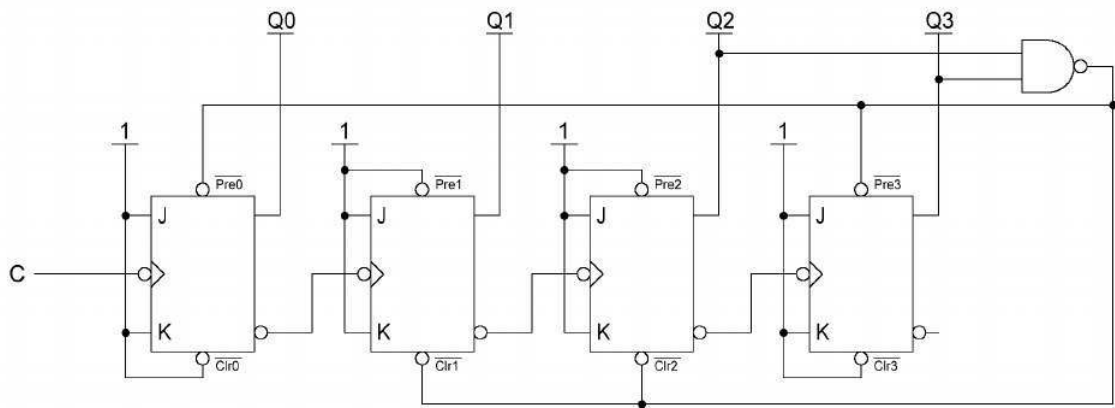 Q0 Q1 Q2 Q3
1 1 1 1
Pre0 Pre1 Pre2 Pre3
J J J J
C
K K K K
Clr0 Clr1 Clr2 Clr3